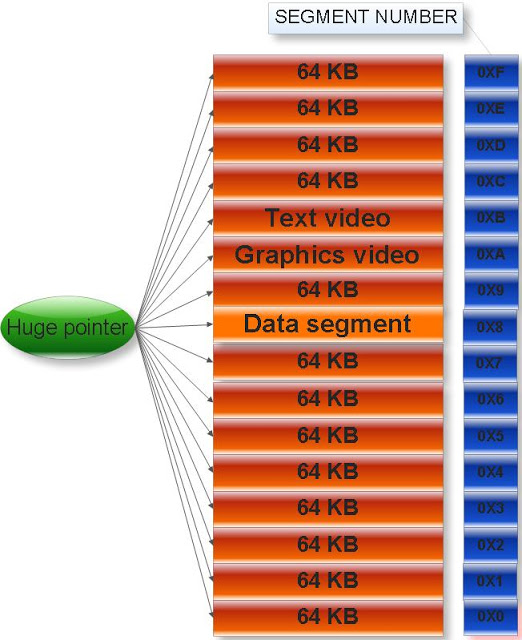 SEGMENT NUMBER
64 KB 0XF
64 KB 0XE
64 KB 0XD
64 KB 0XC
Text video 0XB
Graphics video 0XA
64 KB 0X9
Huge pointer
Data segment 0X8
64 KB 0X7
64 KB 0X6
64 KB 0X5
64 KB 0X4
64 KB 0X3
64 KB 0X2
64 KB 0X1
64 KB 0X0